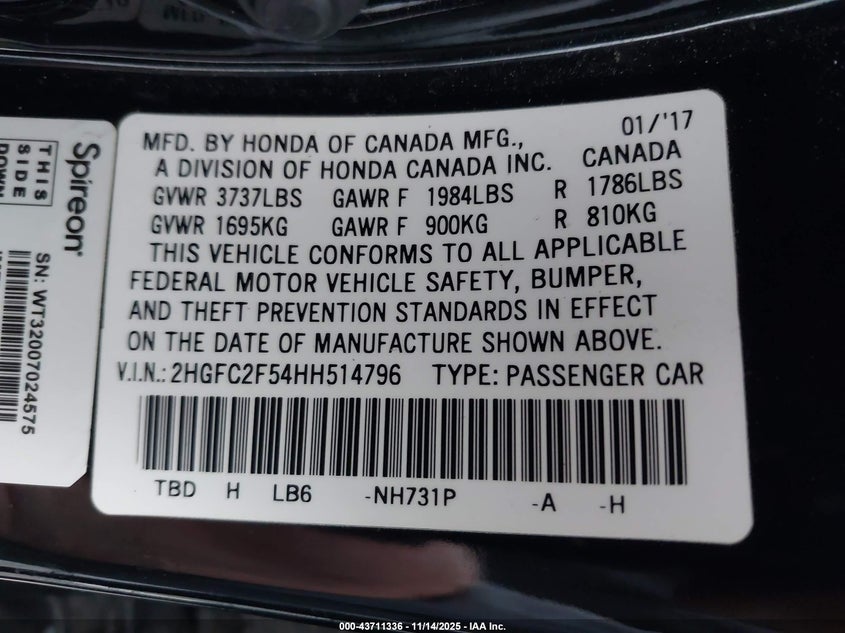 MFD. BY HONDA OF CANADA MFG., 01/'17
A DIVISION OF HONDA CANADA INC. CANADA
GVWR 3737LBS GAWR F 1984LBS R 1786LBS
GVWR 1695KG GAWR F 900KG R 810KG
THIS VEHICLE CONFORMS TO ALL APPLICABLE
FEDERAL MOTOR VEHICLE SAFETY, BUMPER,
AND THEFT PREVENTION STANDARDS IN EFFECT
ON THE DATE OF MANUFACTURE SHOWN ABOVE.
V.I.N.: 2HGFC2F54HH514796 TYPE: PASSENGER CAR
TBD H LB6 -NH731P -A -H
Spireon
THIS
SIDE
DOWN
SN: WT32007024575
000-43711336 - 11/14/2025 - IAA Inc.